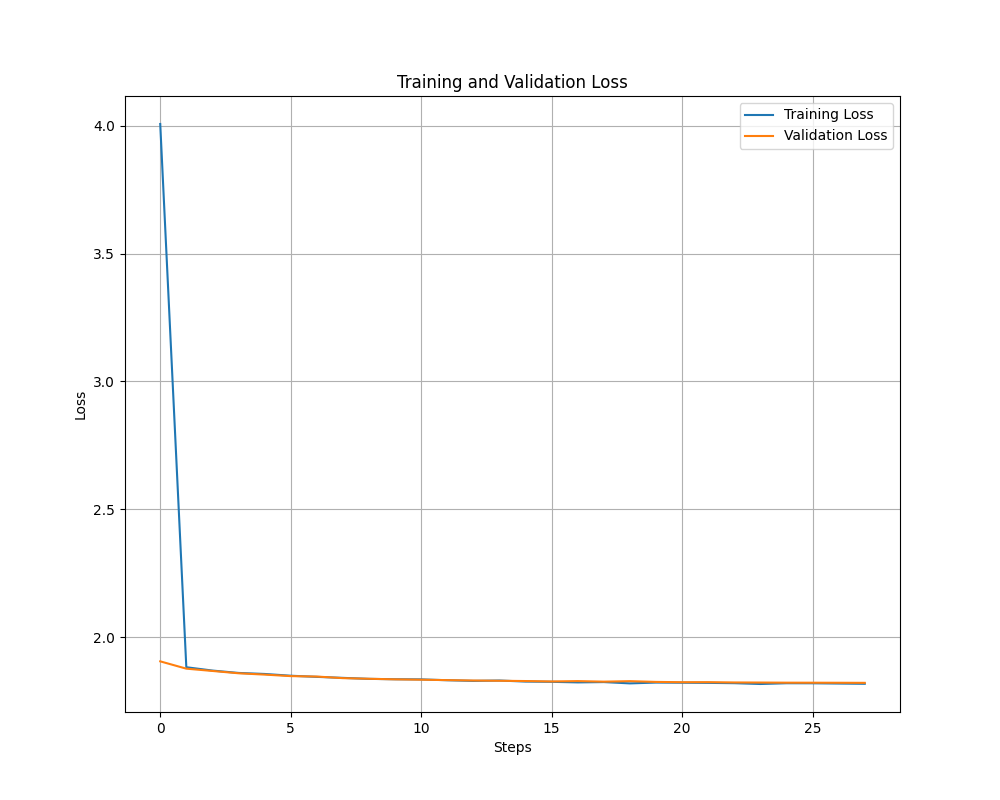 Training and Validation Loss
Training Loss
Validation Loss
4.0
3.5
3.0
2.5
2.0
Loss
0 5 10 15 20 25
Steps